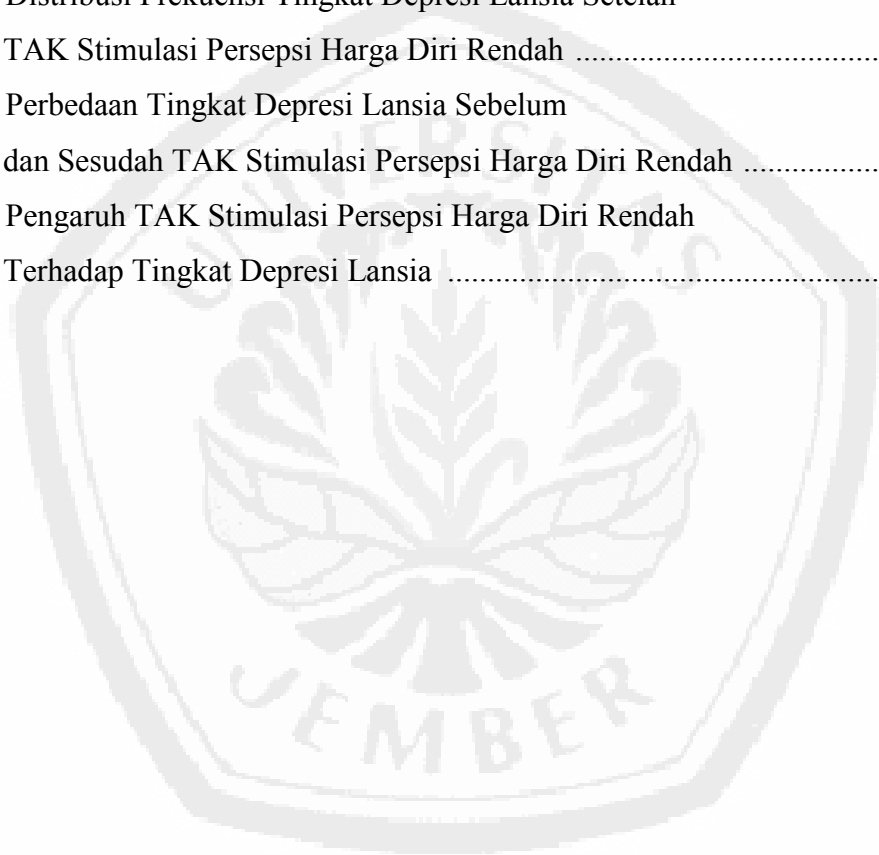 Distribusi Frekuensi Tingkat Depresi Lansia Setelah
TAK Stimulasi Persepsi Harga Diri Rendah ......................................
Perbedaan Tingkat Depresi Lansia Sebelum
dan Sesudah TAK Stimulasi Persepsi Harga Diri Rendah .................
Pengaruh TAK Stimulasi Persepsi Harga Diri Rendah
Terhadap Tingkat Depresi Lansia ......................................................
UNIVERSITAS
JEMBER